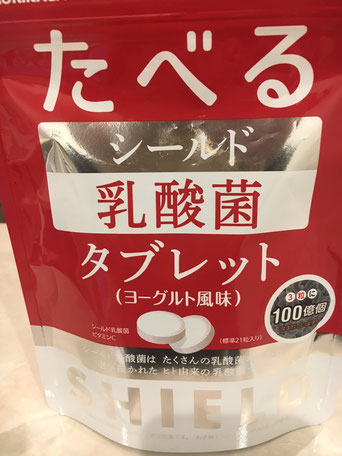 たべる
シールド
乳酸菌
タブレット
(ヨーグルト風味)
3粒に
100億個
シールド乳酸菌
ビタミンC
(標準21粒入り)
乳酸菌は たくさんの乳酸菌
かれた ヒト由来の乳酸
SHIELD